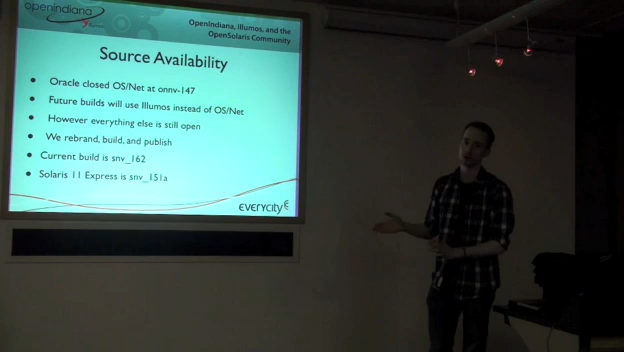 openindiana
OpenIndiana, Illumos, and the
OpenSolaris Community
Source Availability
Oracle closed OS/Net at onnv-147
Future builds will use Illumos instead of OS/Net
However everything else is still open
We rebrand, build, and publish
Current build is snv_162
Solaris 11 Express is snv_151a
EVERYCITY